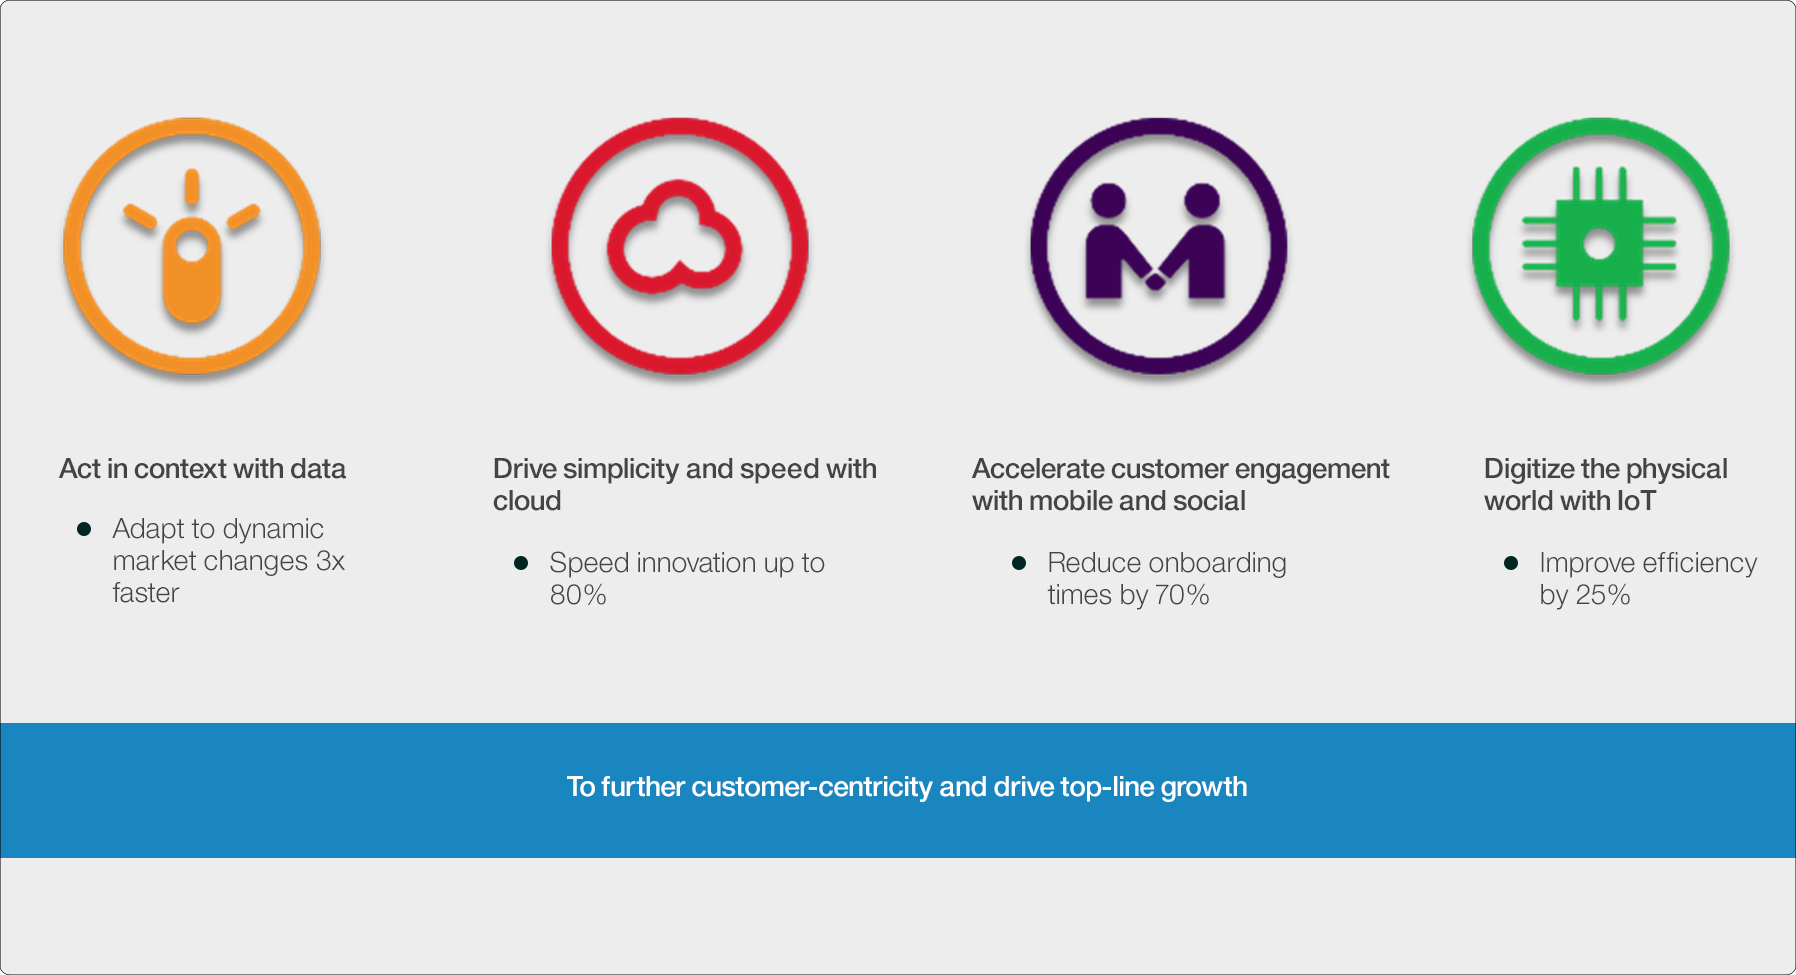 Act in context with data
Adapt to dynamic
market changes 3x
faster
Drive simplicity and speed with
cloud
Speed innovation up to
80%
Accelerate customer engagement
with mobile and social
Reduce onboarding
times by 70%
Digitize the physical
world with IoT
Improve efficiency
by 25%
To further customer-centricity and drive top-line growth